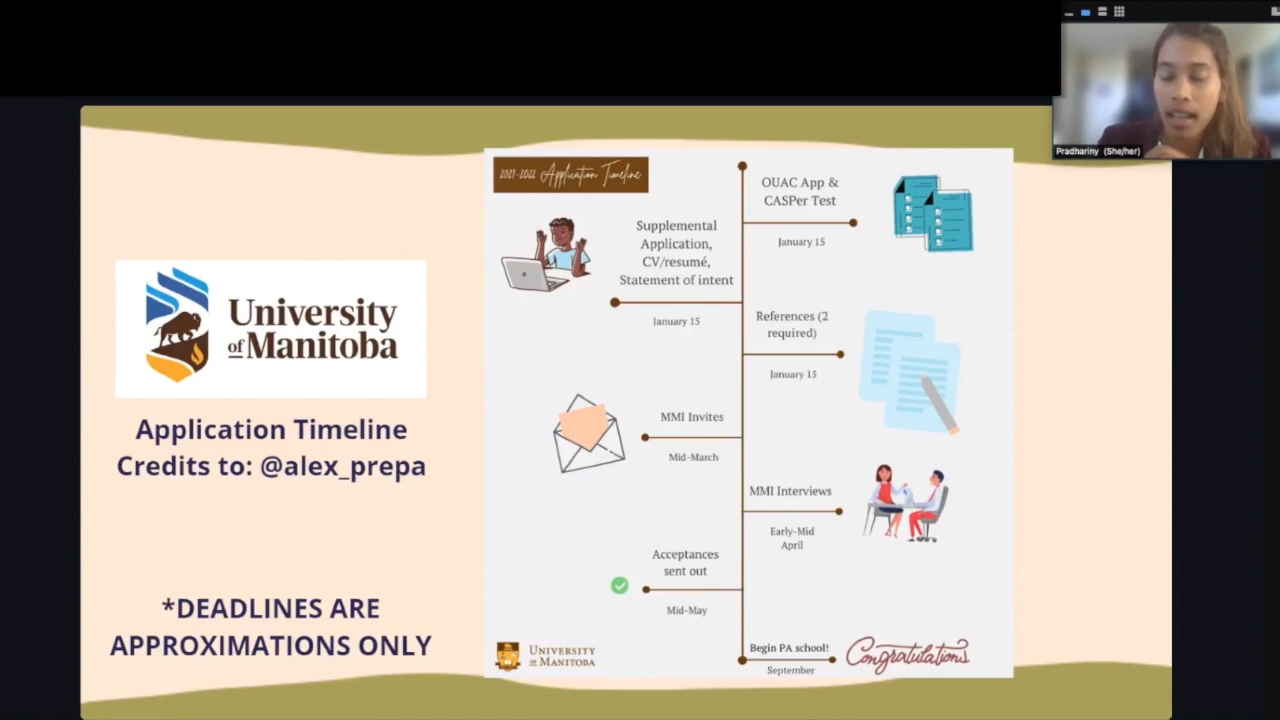 Pradhariny (She/her)
2021-2022 Application Timeline
OUAC App &
CASPer Test
January 15
Supplemental
Application,
CV/resumé,
Statement of intent
January 15
References (2
required)
January 15
MMI Invites
Mid-March
MMI Interviews
Early-Mid
April
Acceptances
sent out
Mid-May
Begin PA school!
September
Congratulations
UNIVERSITY
OF MANITOBA
University
of Manitoba
Application Timeline
Credits to: @alex_prepa
*DEADLINES ARE
APPROXIMATIONS ONLY